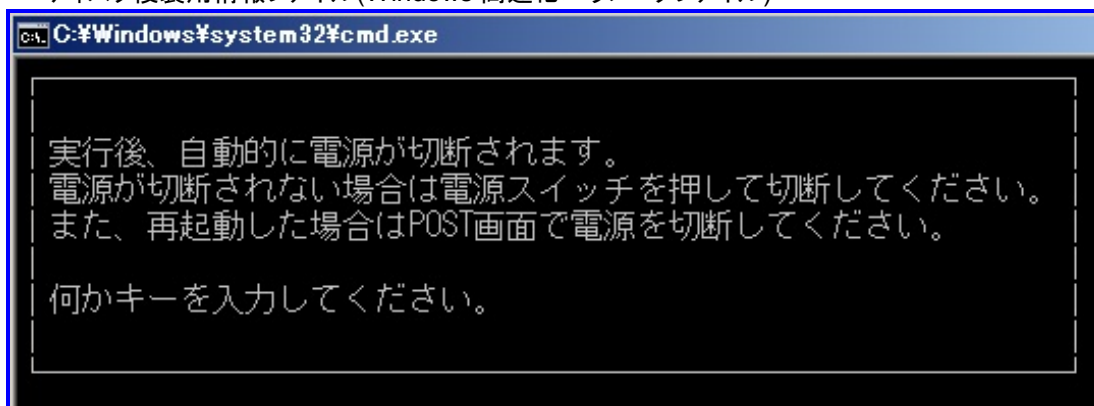 C:¥Windows¥system32¥cmd.exe
実行後、自動的に電源が切断されます。
電源が切断されない場合は電源スイッチを押して切断してください。
また、再起動した場合はPOST画面で電源を切断してください。
何かキーを入力してください。